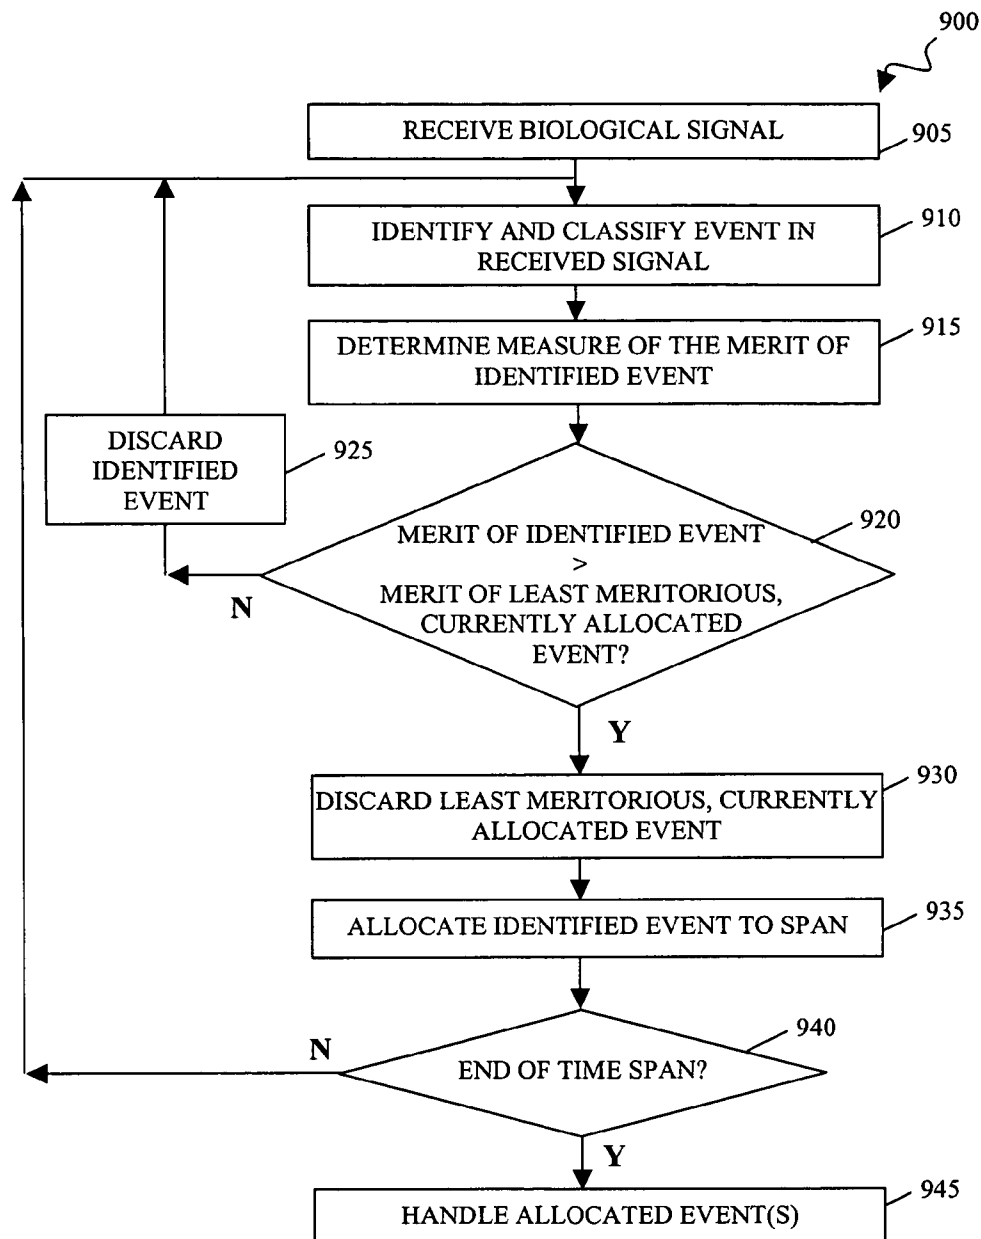 900
RECEIVE BIOLOGICAL SIGNAL
905
IDENTIFY AND CLASSIFY EVENT IN
RECEIVED SIGNAL
910
DETERMINE MEASURE OF THE MERIT OF
IDENTIFIED EVENT
915
DISCARD
IDENTIFIED
EVENT
925
MERIT OF IDENTIFIED EVENT
>
MERIT OF LEAST MERITORIOUS,
CURRENTLY ALLOCATED
EVENT?
920
N
Y
DISCARD LEAST MERITORIOUS, CURRENTLY
ALLOCATED EVENT
930
ALLOCATE IDENTIFIED EVENT TO SPAN
935
END OF TIME SPAN?
940
N
Y
HANDLE ALLOCATED EVENT(S)
945